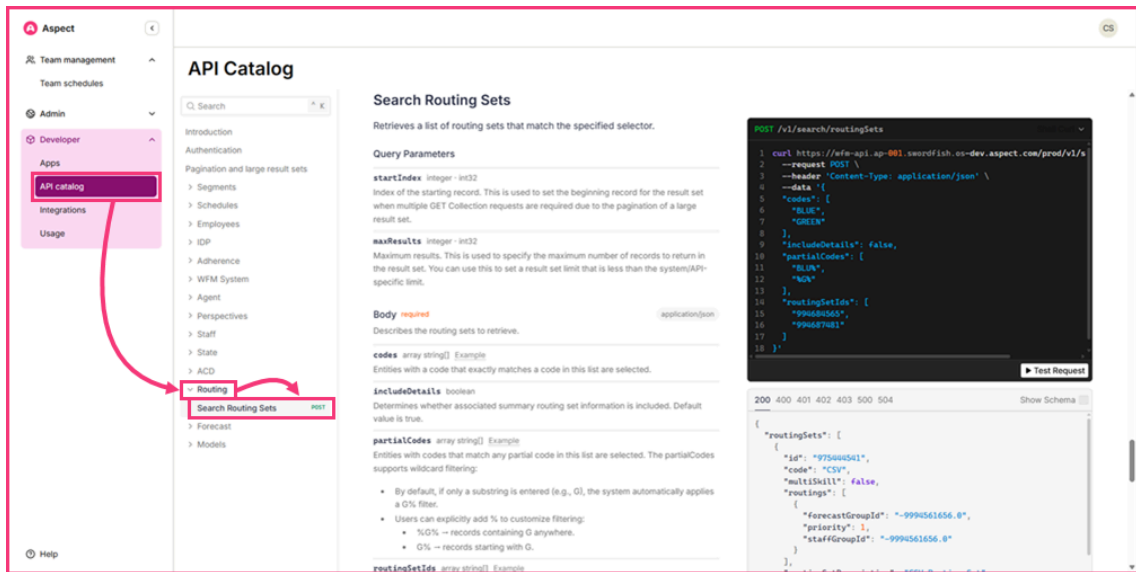 Aspect
CS
Team management
Team schedules
Admin
Developer
Apps
API catalog
Integrations
Usage
Help
API Catalog
Search
^ K
Introduction
Authentication
Pagination and large result sets
Segments
Schedules
Employees
IDP
Adherence
WFM System
Agent
Perspectives
Staff
State
ACD
Routing
Search Routing Sets POST
Forecast
Models
Search Routing Sets
Retrieves a list of routing sets that match the specified selector.
Query Parameters
startIndex integer · int32
Index of the starting record. This is used to set the beginning record for the result set
when multiple GET Collection requests are required due to the pagination of a large
result set.
maxResults integer · int32
Maximum results. This is used to specify the maximum number of records to return in
the result set. You can use this to set a result set limit that is less than the system/API-
specific limit.
Body required application/json
Describes the routing sets to retrieve.
codes array string[] Example
Entities with a code that exactly matches a code in this list are selected.
includeDetails boolean
Determines whether associated summary routing set information is included. Default
value is true.
partialCodes array string[] Example
Entities with codes that match any partial code in this list are selected. The partialCodes
supports wildcard filtering:
• By default, if only a substring is entered (e.g., G), the system automatically applies
a G% filter.
• Users can explicitly add % to customize filtering:
• %G% → records containing G anywhere.
• G% → records starting with G.
routingSetIds array string[] Example
POST /v1/search/routingSets
1 curl https://wfm-api.ap-001.swordfish.os-dev.aspect.com/prod/v1/s
2 --request POST \
3 --header 'Content-Type: application/json' \
4 --data '{
5 "codes": [
6 "BLUE",
7 "GREEN"
8 ],
9 "includeDetails": false,
10 "partialCodes": [
11 "BLU%",
12 "%G%"
13 ],
14 "routingSetIds": [
15 "994684565",
16 "994687481"
17 ]
18 }'
Test Request
200 400 401 402 403 500 504 Show Schema
{
"routingSets": [
{
"id": "975444541",
"code": "CSV",
"multiSkill": false,
"routings": [
{
"forecastGroupId": "-9994561656.0",
"priority": 1,
"staffGroupId": "-9994561656.0"
}
],